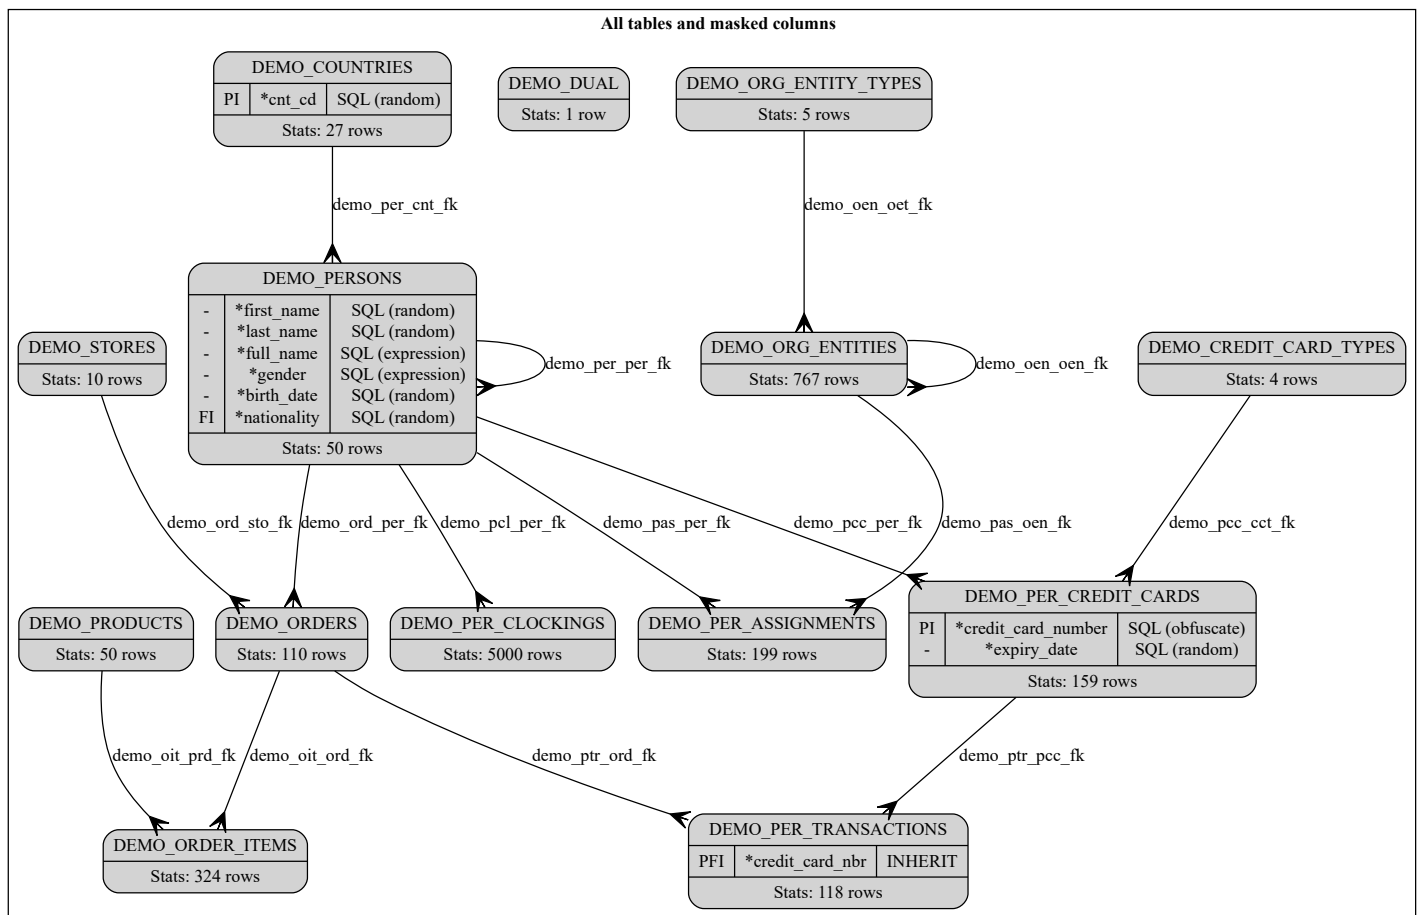 All tables and masked columns
DEMO_COUNTRIES
PI *cnt_cd SQL (random)
Stats: 27 rows
DEMO_DUAL
Stats: 1 row
DEMO_ORG_ENTITY_TYPES
Stats: 5 rows
demo_per_cnt_fk
demo_oen_oet_fk
DEMO_PERSONS
- *first_name SQL (random)
- *last_name SQL (random)
- *full_name SQL (expression)
- *gender SQL (expression)
- *birth_date SQL (random)
FI *nationality SQL (random)
Stats: 50 rows
demo_per_per_fk
DEMO_STORES
Stats: 10 rows
DEMO_ORG_ENTITIES
Stats: 767 rows
demo_oen_oen_fk
DEMO_CREDIT_CARD_TYPES
Stats: 4 rows
demo_ord_sto_fk
demo_ord_per_fk
demo_pcl_per_fk
demo_pas_per_fk
demo_pcc_per_fk
demo_pas_oen_fk
demo_pcc_cct_fk
DEMO_PRODUCTS
Stats: 50 rows
DEMO_ORDERS
Stats: 110 rows
DEMO_PER_CLOCKINGS
Stats: 5000 rows
DEMO_PER_ASSIGNMENTS
Stats: 199 rows
DEMO_PER_CREDIT_CARDS
PI *credit_card_number SQL (obfuscate)
- *expiry_date SQL (random)
Stats: 159 rows
demo_oit_prd_fk
demo_oit_ord_fk
demo_ptr_ord_fk
demo_ptr_pcc_fk
DEMO_ORDER_ITEMS
Stats: 324 rows
DEMO_PER_TRANSACTIONS
PFI *credit_card_nbr INHERIT
Stats: 118 rows